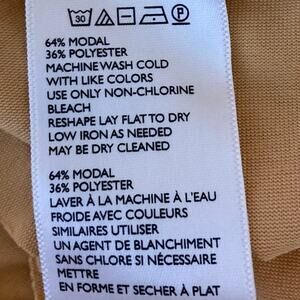 30
P
64% MODAL
36% POLYESTER
MACHINE WASH COLD
WITH LIKE COLORS
USE ONLY NON-CHLORINE
BLEACH
RESHAPE LAY FLAT TO DRY
LOW IRON AS NEEDED
MAY BE DRY CLEANED
64% MODAL
36% POLYESTER
LAVER À LA MACHINE À L'EAU
FROIDE AVEC COULEURS
SIMILAIRES UTILISER
UN AGENT DE BLANCHIMENT
SANS CHLORE SI NÉCESSAIRE
METTRE
EN FORME ET SECHER À PLAT